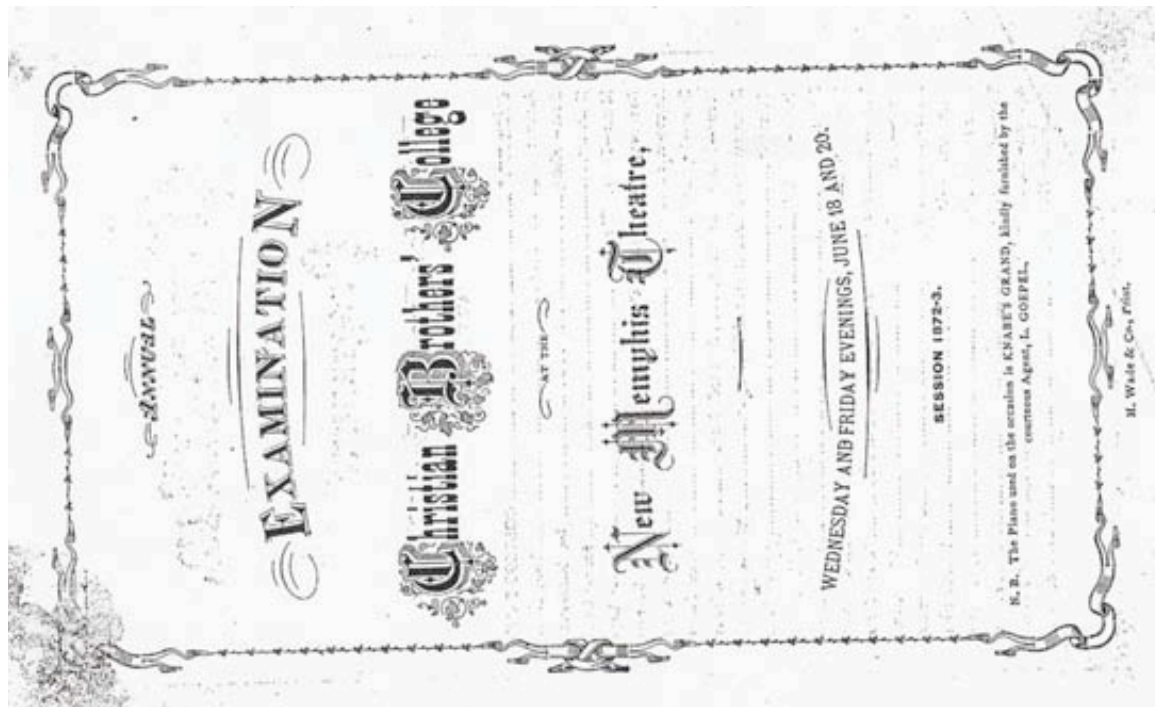 ANNUAL
EXAMINATION
Christian Brothers' College
AT THE
New Memphis Theatre,
WEDNESDAY AND FRIDAY EVENINGS, JUNE 18 AND 20.
SESSION 1872-3.
N. B. The Piano used on the occasion is KNABE'S GRAND, kindly furnished by the
courteous Agent, L. GOEPEL.
H. Wade & Co., Print.